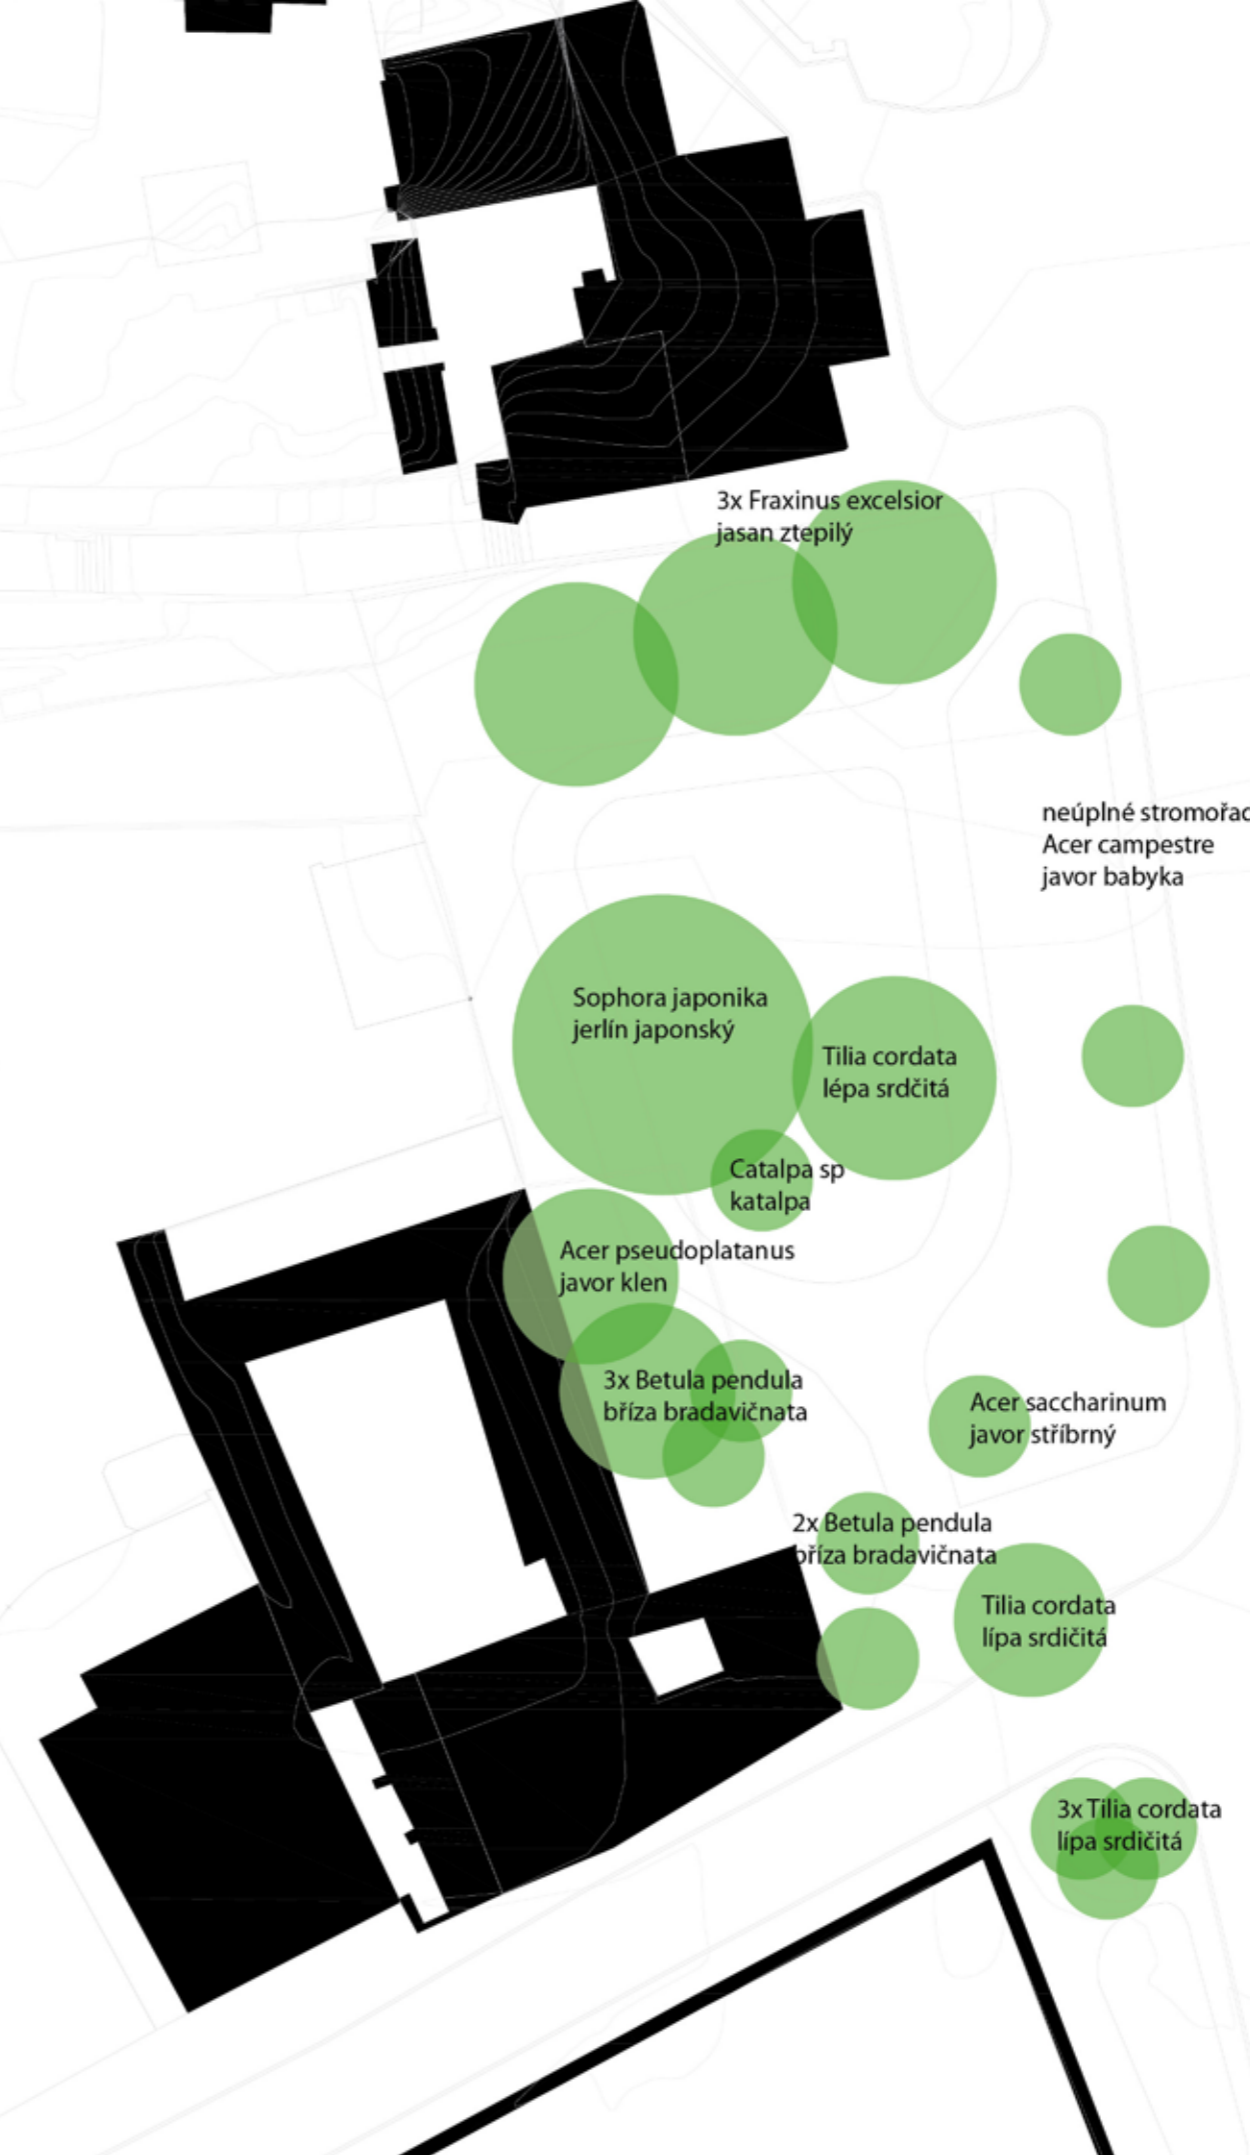 3x Fraxinus excelsior
jasan ztepilý
neúplné stromořad
Acer campestre
javor babyka
Sophora japonika
jerlín japonský
Tilia cordata
lépa srdčitá
Catalpa sp
katalpa
Acer pseudoplatanus
javor klen
3x Betula pendula
bříza bradavičnata
Acer saccharinum
javor stříbrný
2x Betula pendula
bříza bradavičnata
Tilia cordata
lípa srdičitá
3x Tilia cordata
lípa srdičitá